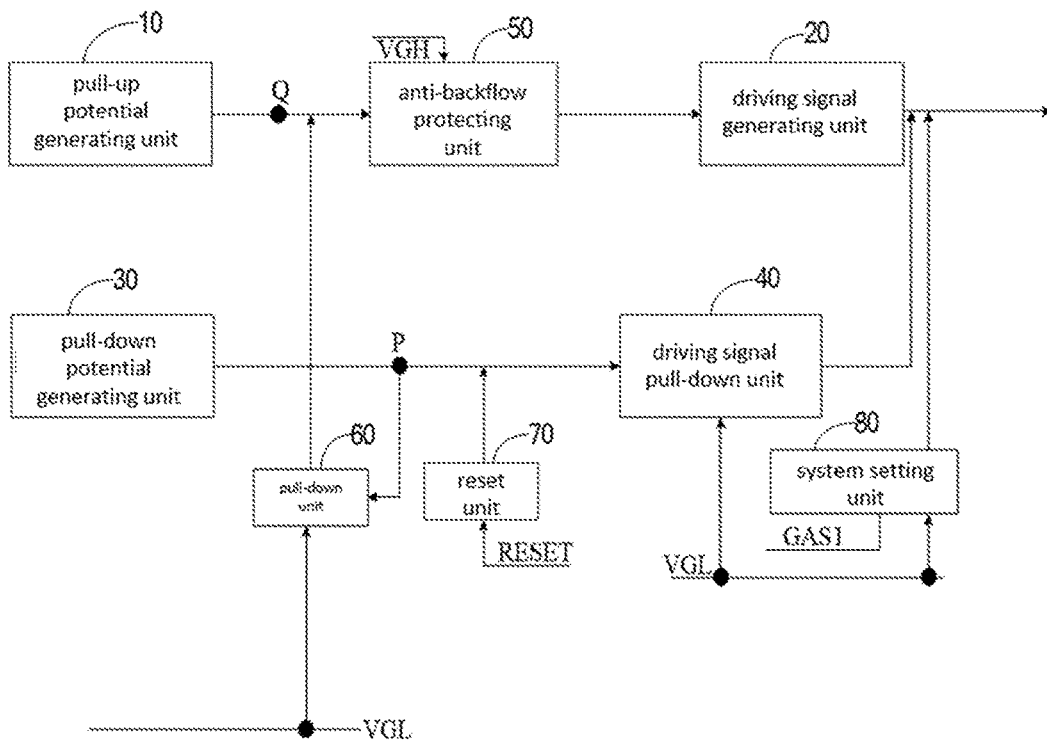 10
pull-up
potential
generating unit
Q
VGH
50
anti-backflow
protecting
unit
20
driving signal
generating unit
30
pull-down
potential
generating unit
P
40
driving signal
pull-down unit
60
pull-down
unit
70
reset
unit
RESET
80
system setting
unit
GAS1
VGL
VGL